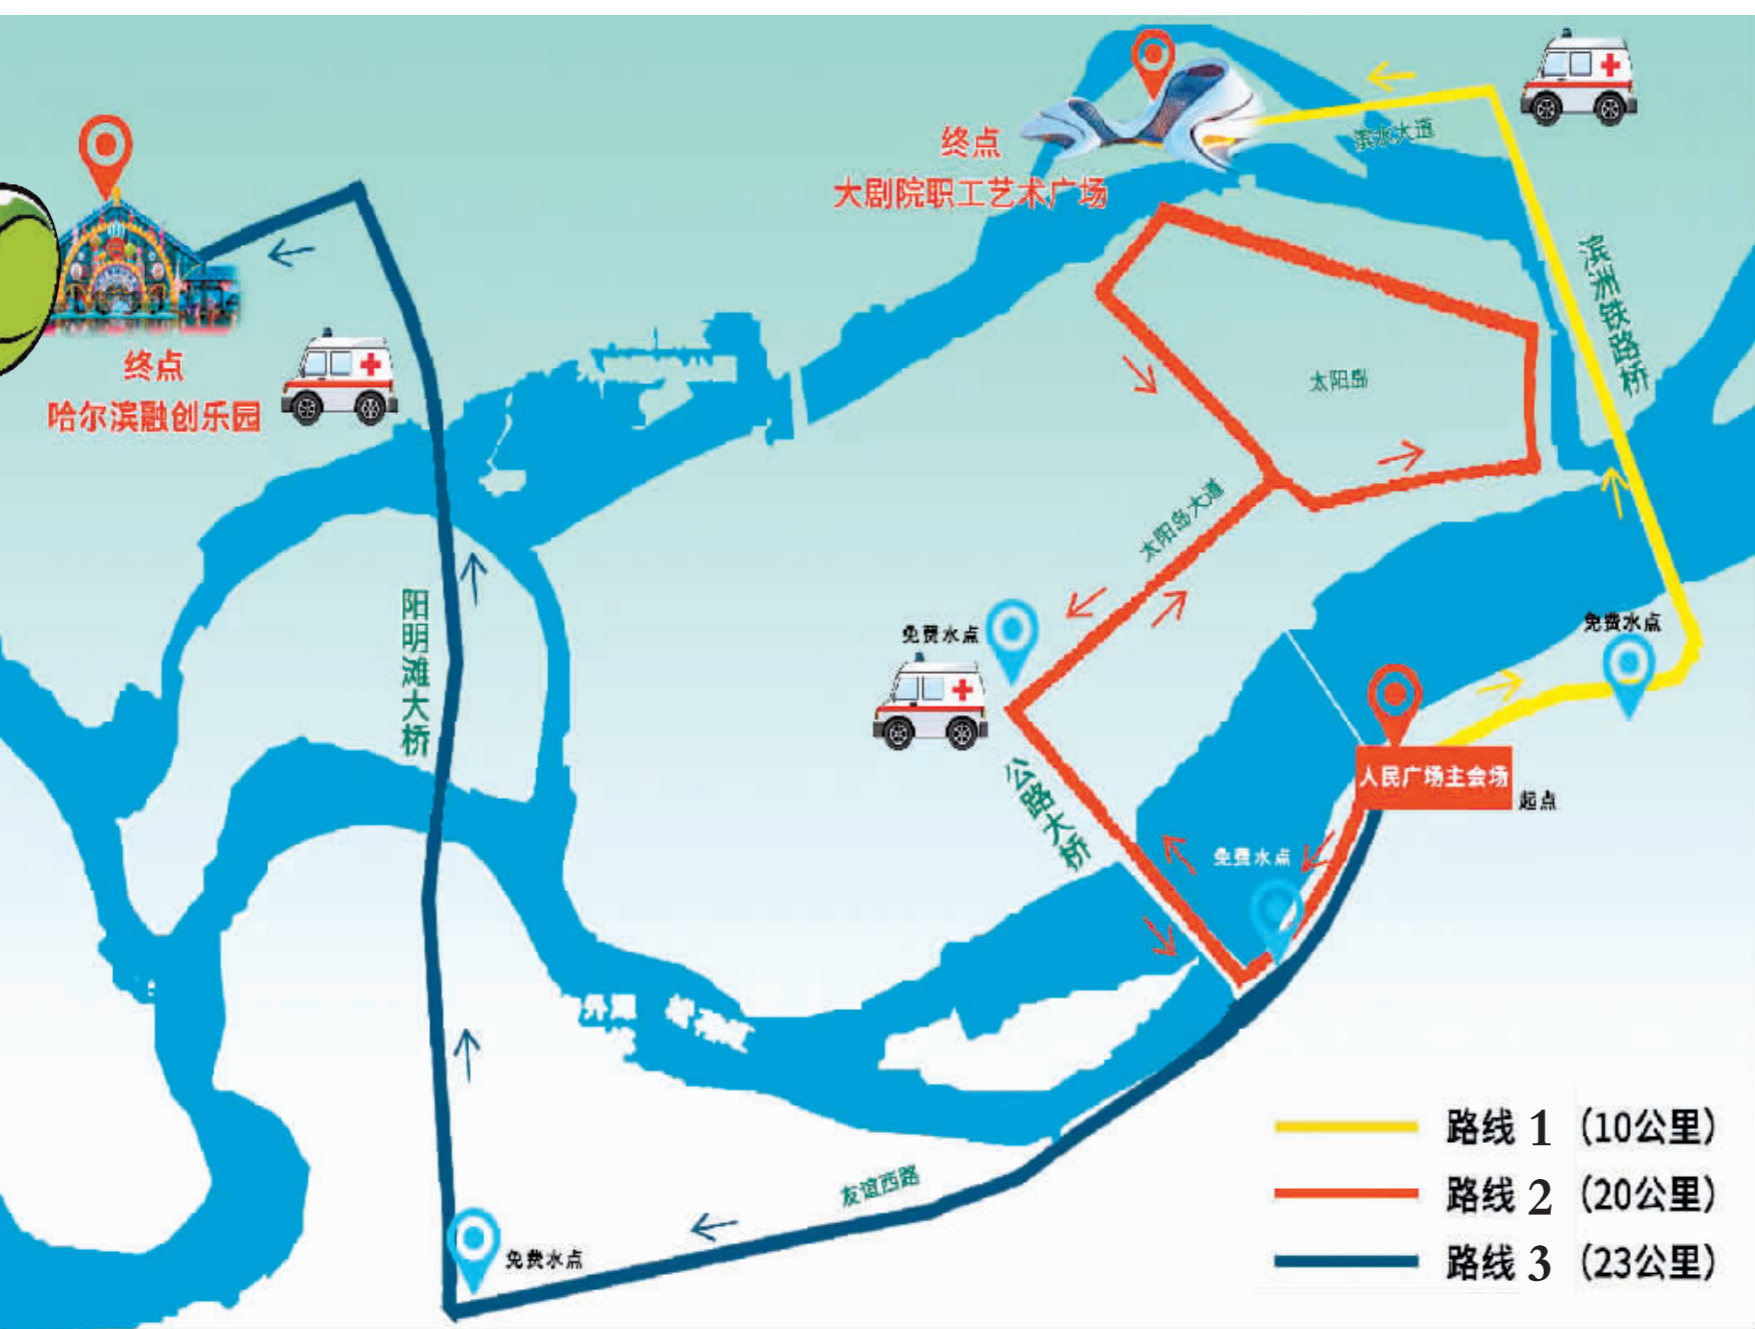 终点
大剧院职工艺术广场
滨水大道
滨洲铁路桥
终点
哈尔滨融创乐园
太阳岛
太阳岛大道
阳明滩大桥
免费水点
免费水点
公路大桥
人民广场主会场
起点
免费水点
友谊西路
免费水点
路线 1 (10公里)
路线 2 (20公里)
路线 3 (23公里)